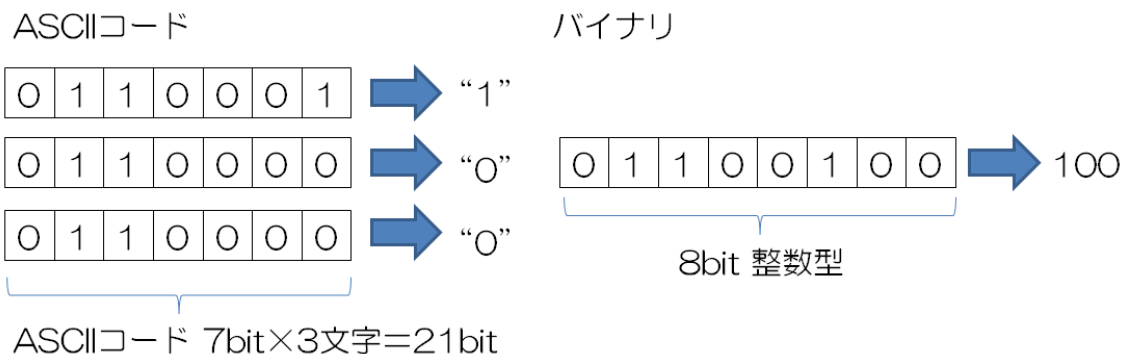 ASCIIコード
0 1 1 0 0 0 1 “1”
0 1 1 0 0 0 0 “0”
0 1 1 0 0 0 0 “0”
ASCIIコード 7bit×3文字=21bit
バイナリ
0 1 1 0 0 1 0 0 100
8bit 整数型